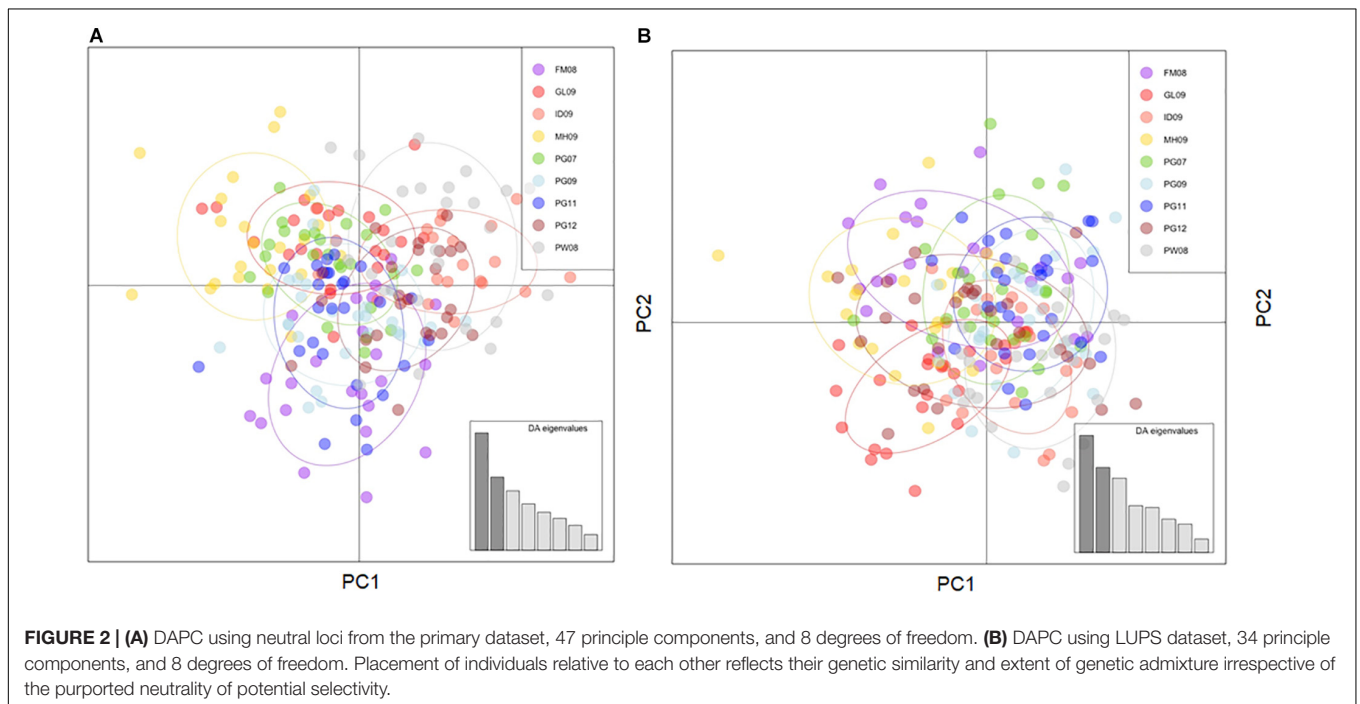 A
FM08
GL09
ID09
MH09
PG07
PG09
PG11
PG12
PW08
DA eigenvalues
PC1
PC2
B
FM08
GL09
ID09
MH09
PG07
PG09
PG11
PG12
PW08
DA eigenvalues
PC1
PC2
FIGURE 2 | (A) DAPC using neutral loci from the primary dataset, 47 principle components, and 8 degrees of freedom. (B) DAPC using LUPS dataset, 34 principle
components, and 8 degrees of freedom. Placement of individuals relative to each other reflects their genetic similarity and extent of genetic admixture irrespective of
the purported neutrality of potential selectivity.